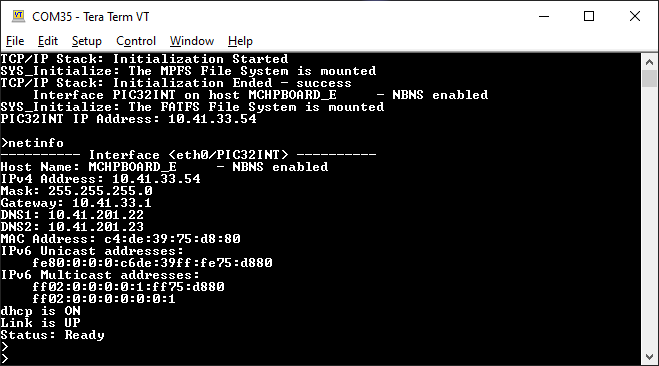 COM35 - Tera Term VT
File Edit Setup Control Window Help
TCP/IP Stack: Initialization Started
SYS_Initialize: The MPFS File System is mounted
TCP/IP Stack: Initialization Ended - success
    Interface PIC32INT on host MCHPBOARD_E     - NBNS enabled
SYS_Initialize: The FATFS File System is mounted
PIC32INT IP Address: 10.41.33.54
>netinfo
---------- Interface <eth0/PIC32INT> ----------
Host Name: MCHPBOARD_E     - NBNS enabled
IPv4 Address: 10.41.33.54
Mask: 255.255.255.0
Gateway: 10.41.33.1
DNS1: 10.41.201.22
DNS2: 10.41.201.23
MAC Address: c4:de:39:75:d8:80
IPv6 Unicast addresses:
    fe80:0:0:0:c6de:39ff:fe75:d880
IPv6 Multicast addresses:
    ff02:0:0:0:0:1:ff75:d880
    ff02:0:0:0:0:0:0:1
dhcp is ON
Link is UP
Status: Ready
>
>